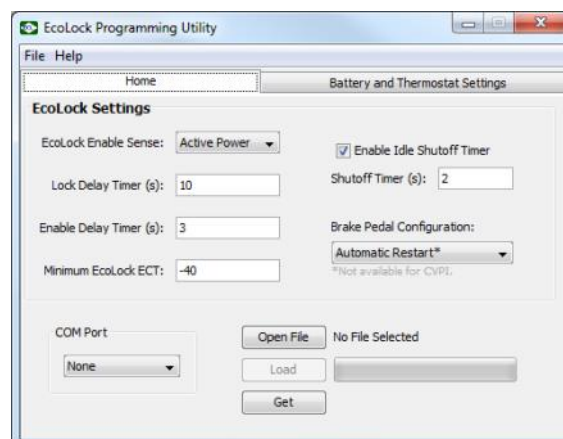 EcoLock Programming Utility
File Help
Home
Battery and Thermostat Settings
EcoLock Settings
EcoLock Enable Sense: Active Power
Enable Idle Shutoff Timer
Lock Delay Timer (s): 10
Shutoff Timer (s): 2
Enable Delay Timer (s): 3
Brake Pedal Configuration:
Automatic Restart*
Minimum EcoLock ECT: -40
*Not available for CVPI.
COM Port
None
Open File No File Selected
Load
Get